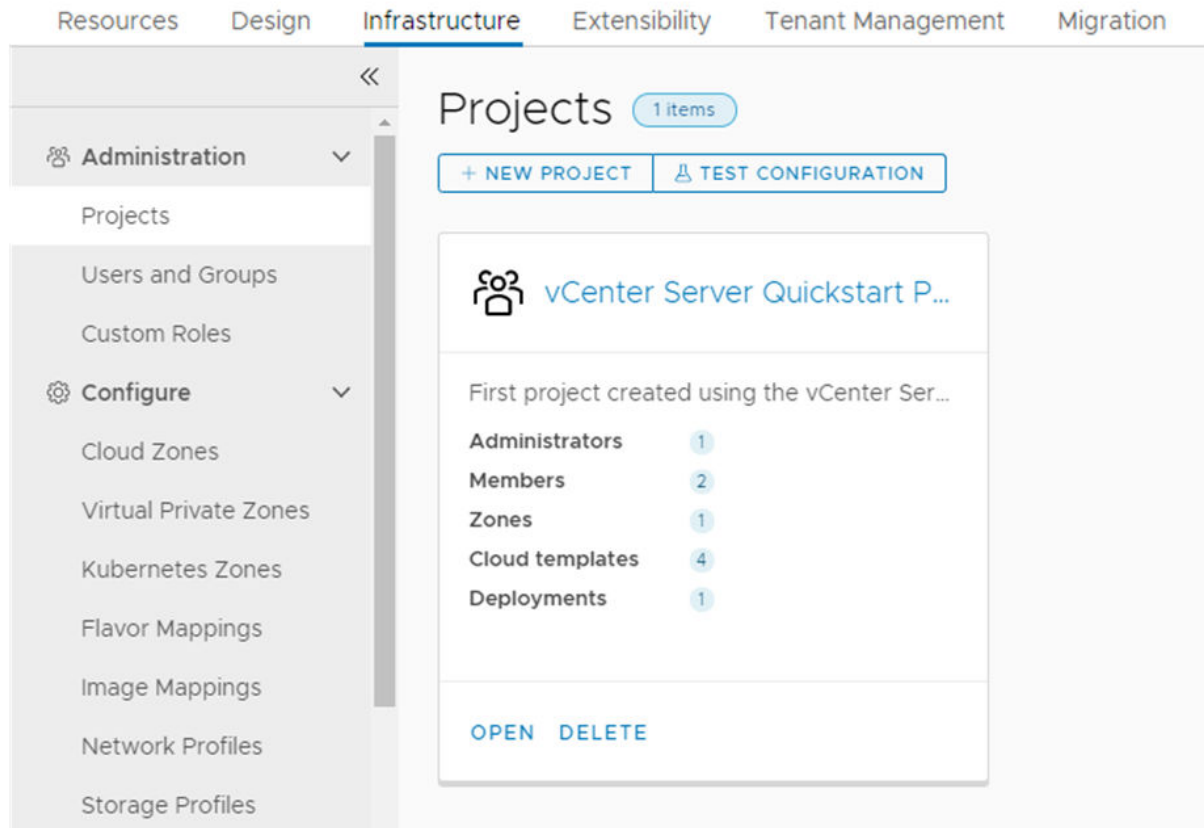 Resources Design Infrastructure Extensibility Tenant Management Migration
Administration
Projects
Users and Groups
Custom Roles
Configure
Cloud Zones
Virtual Private Zones
Kubernetes Zones
Flavor Mappings
Image Mappings
Network Profiles
Storage Profiles
Projects 1 items
+ NEW PROJECT TEST CONFIGURATION
vCenter Server Quickstart P...
First project created using the vCenter Ser...
Administrators 1
Members 2
Zones 1
Cloud templates 4
Deployments 1
OPEN DELETE